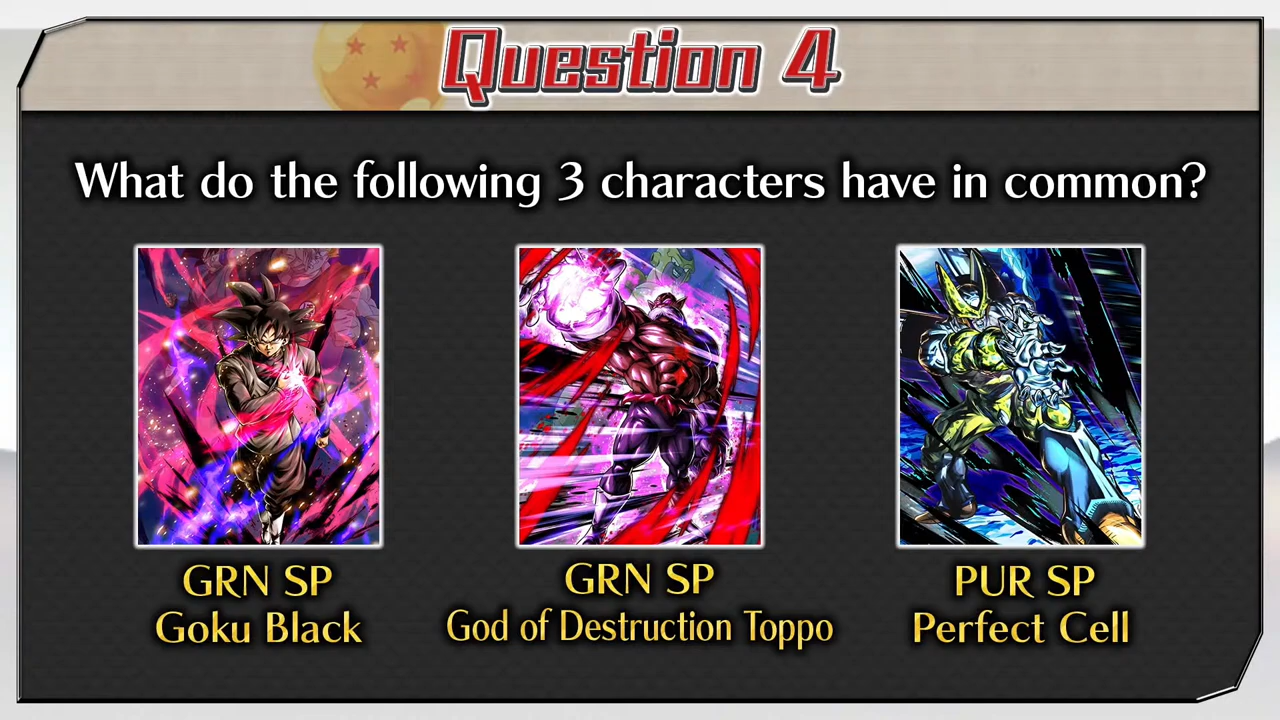 Question 4
What do the following 3 characters have in common?
GRN SP
Goku Black
GRN SP
God of Destruction Toppo
PUR SP
Perfect Cell